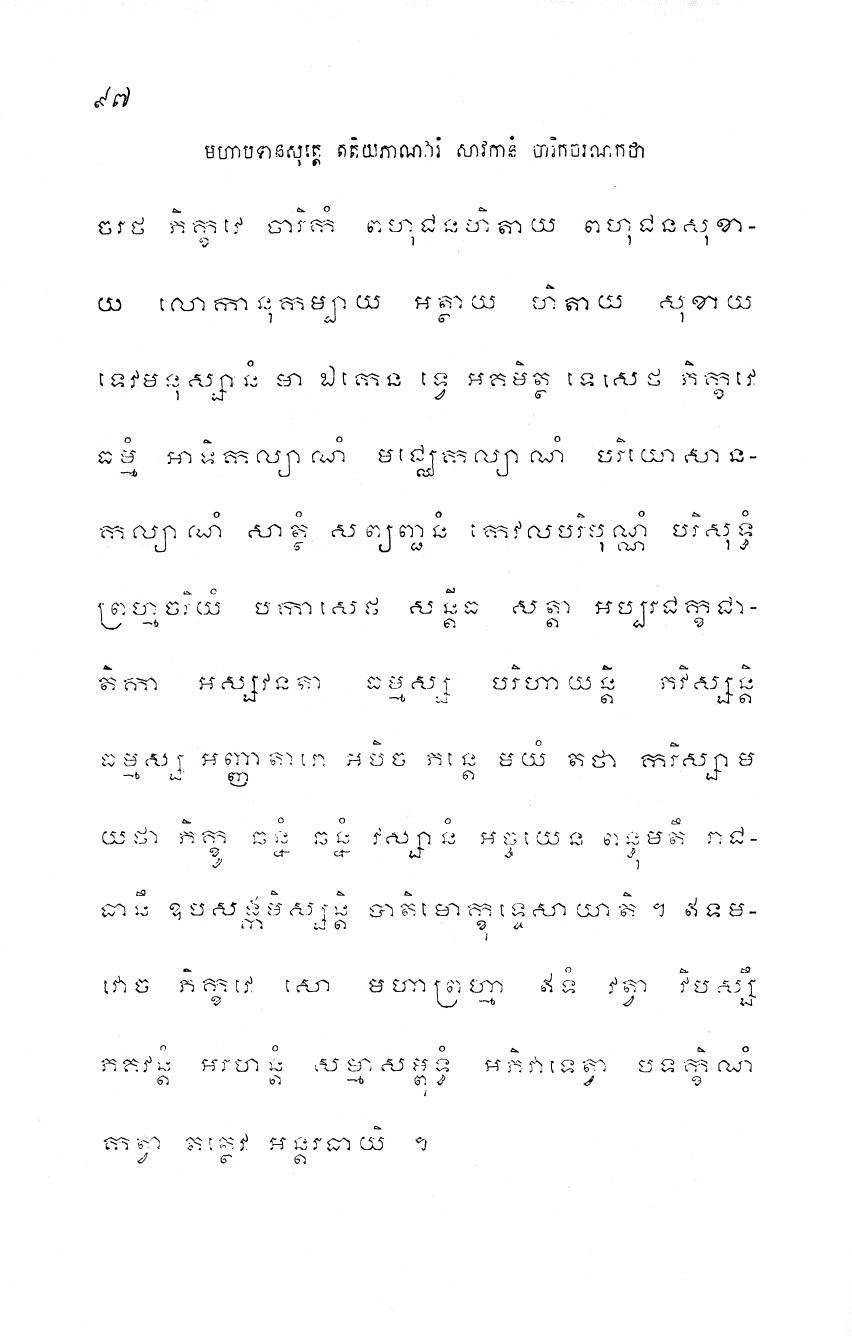 ៩៧
មហាបទានសុត្តេ តតិយភាណវារំ សាវកានំ ចារិកចរណកថា
ចរថ ភិក្ខវេ ចារិកំ ពហុជនហិតាយ ពហុជនសុខា-
យ លោកានុកម្បាយ អត្ថាយ ហិតាយ សុខាយ
ទេវមនុស្សានំ មា ឯកេន ទ្វេ អគមិត្ថ ទេសេថ ភិក្ខវេ
ធម្មំ អាទិកល្យាណំ មជ្ឈេកល្យាណំ បរិយោសាន-
កល្យាណំ សាត្ថំ សព្យញ្ជនំ កេវលបរិបុណ្ណំ បរិសុទ្ធំ
ព្រហ្មចរិយំ បកាសេថ សន្តីធ សត្តា អប្បរជក្ខជា-
តិកា អស្សវនតា ធម្មស្ស បរិហាយន្តិ ភវិស្សន្តិ
ធម្មស្ស អញ្ញាតារោ អបិច ភន្តេ មយំ តថា ករិស្សាម
យថា ភិក្ខូ ឆន្នំ ឆន្នំ វស្សានំ អច្ចយេន ពន្ធុមតឹ រាជ-
ធានឹ ឧបសង្កមិស្សន្តិ បាតិមោក្ខុទ្ទេសាយាតិ ។ ឥទម-
វោច ភិក្ខវេ សោ មហាព្រហ្មា ឥទំ វត្វា វិបស្សឹ
ភគវន្តំ អរហន្តំ សម្មាសម្ពុទ្ធំ អភិវាទេត្វា បទក្ខិណំ
កត្វា តត្ថេវ អន្តរធាយិ ។